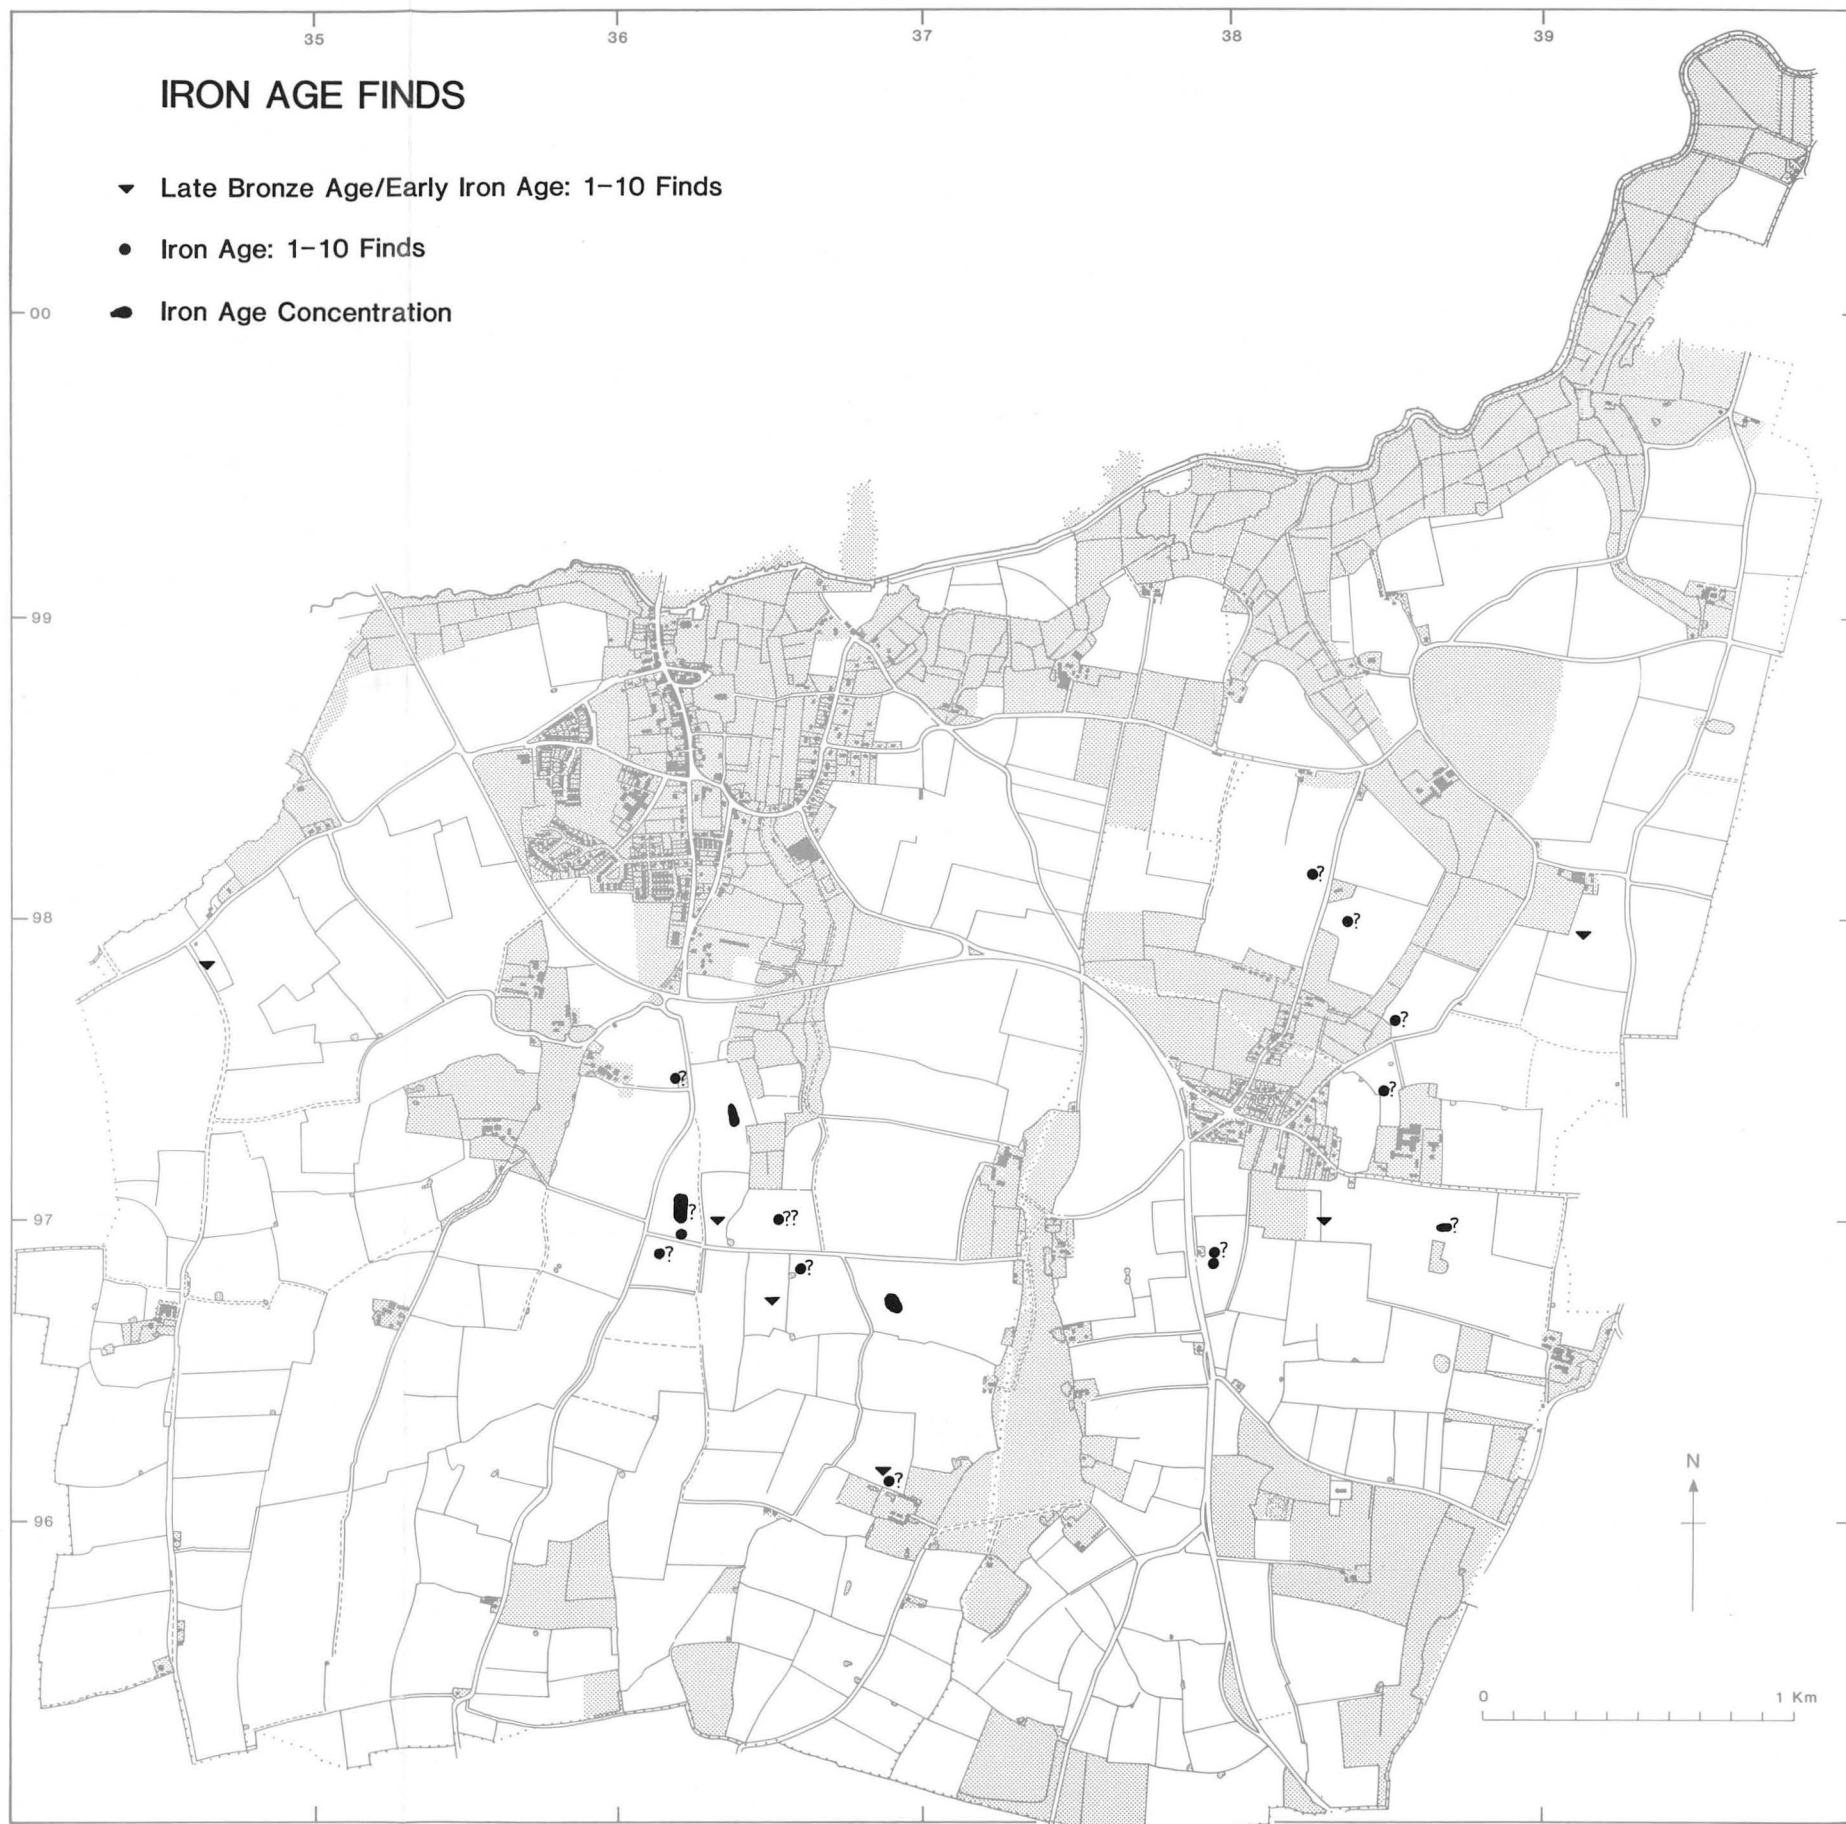 35 36 37 38 39
IRON AGE FINDS
Late Bronze Age/Early Iron Age: 1-10 Finds
Iron Age: 1-10 Finds
00
Iron Age Concentration
99
?
98
?
?
?
?
97
?
??
?
?
?
?
?
N
96
0 1 Km